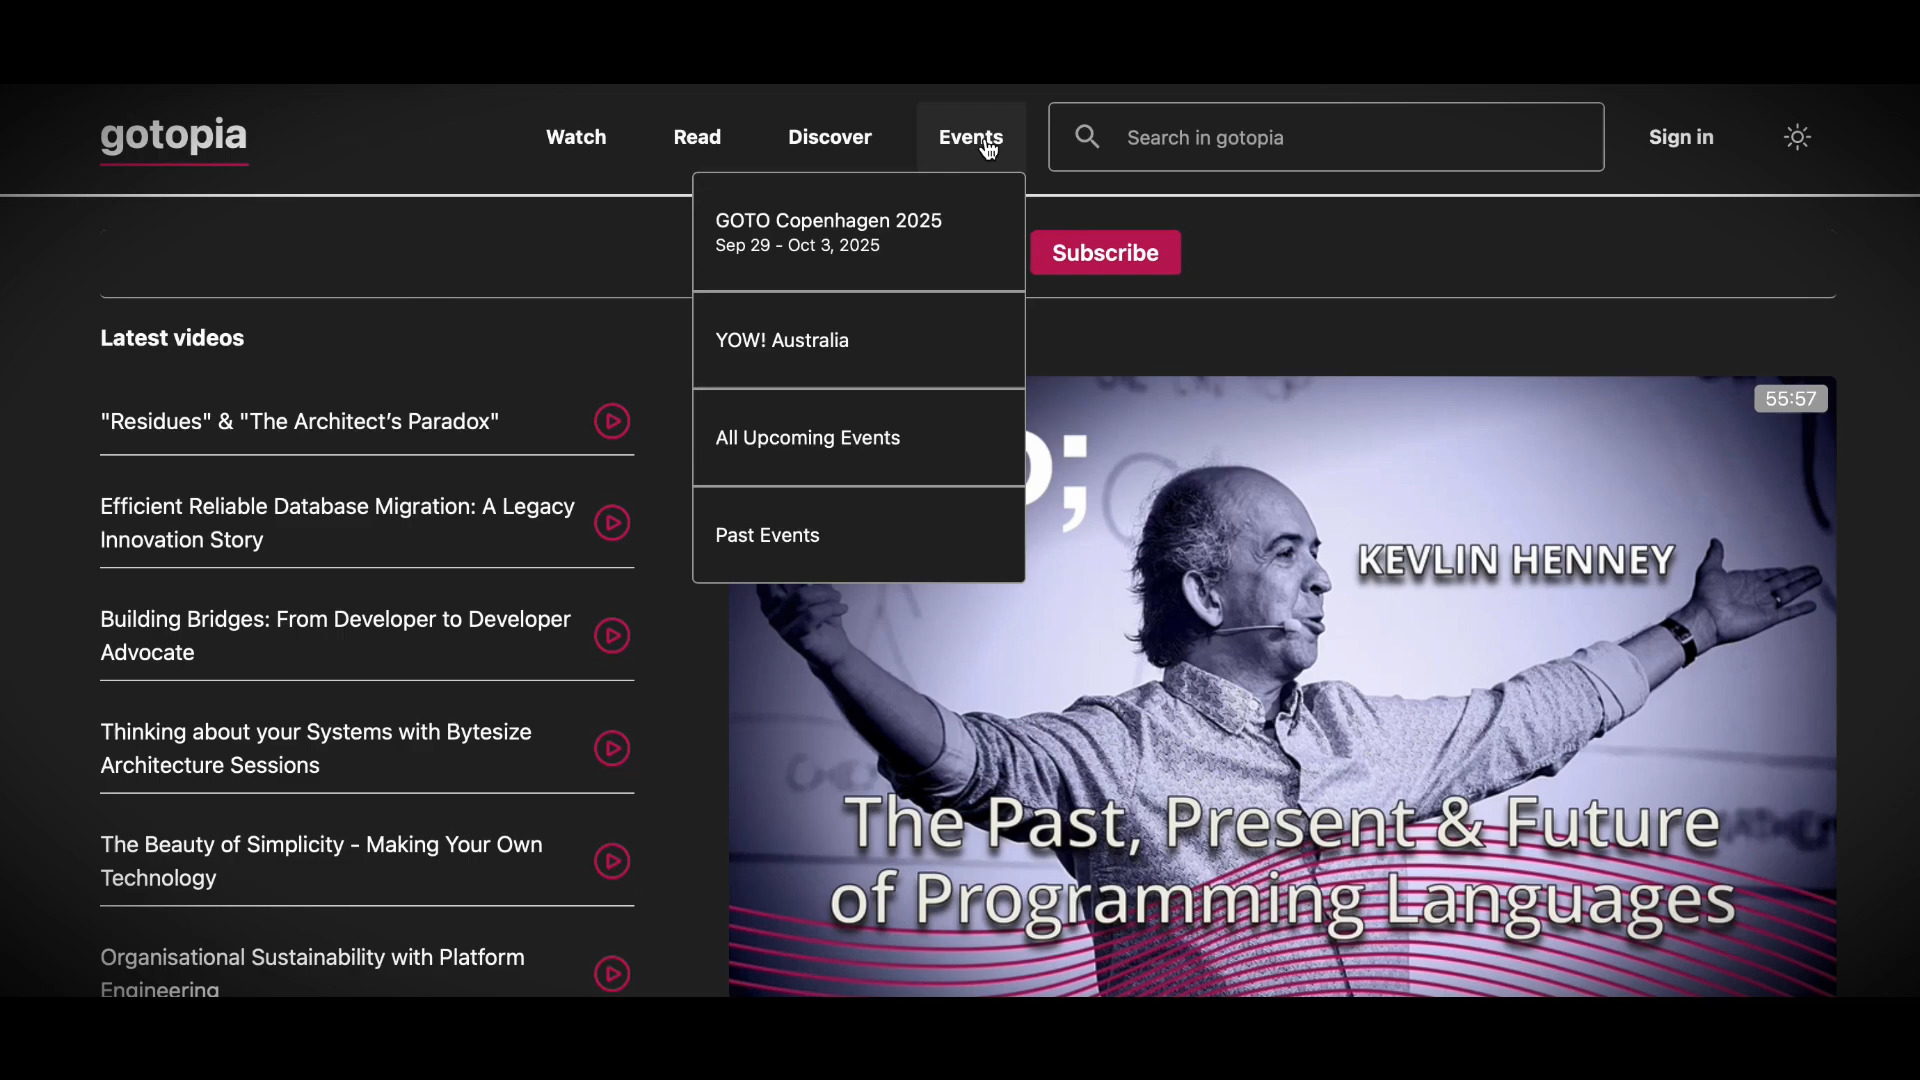 gotopia
Watch
Read
Discover
Events
Search in gotopia
Sign in
GOTO Copenhagen 2025
Sep 29 - Oct 3, 2025
YOW! Australia
All Upcoming Events
Past Events
Subscribe
Latest videos
"Residues" & "The Architect’s Paradox"
Efficient Reliable Database Migration: A Legacy
Innovation Story
Building Bridges: From Developer to Developer
Advocate
Thinking about your Systems with Bytesize
Architecture Sessions
The Beauty of Simplicity - Making Your Own
Technology
Organisational Sustainability with Platform
Engineering
55:57
KEVLIN HENNEY
The Past, Present & Future
of Programming Languages